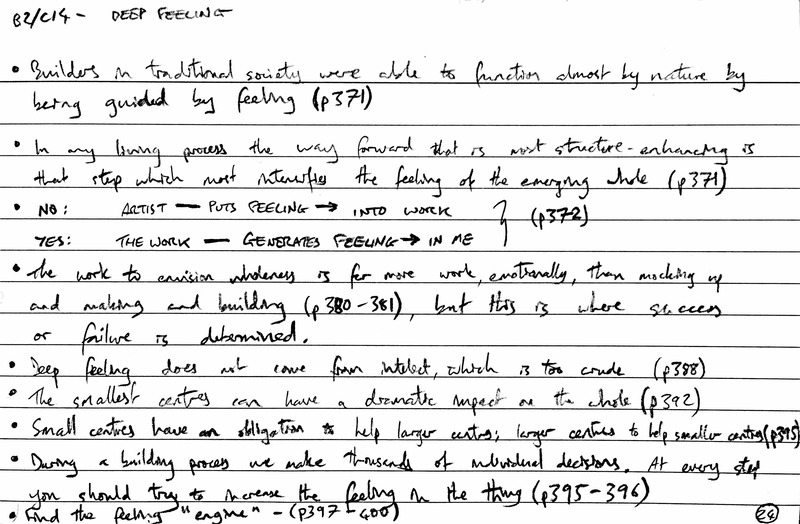 B2/C14 - DEEP FEELING
• Builders in traditional society were able to function almost by nature by
being guided by feeling (p371)
• In any living process the way forward that is most structure-enhancing is
that step which most intensifies the feeling of the emerging whole (p371)
• NO: ARTIST — PUTS FEELING → INTO WORK } (p372)
YES: THE WORK — GENERATES FEELING → IN ME
• The work to envision wholeness is far more work, emotionally, than mocking up
and making and building (p380-381), but this is where success
or failure is determined.
• Deep feeling does not come from intelect, which is too crude (p388)
• The smallest centres can have a dramatic impact on the whole (p392)
• Small centres have an obligation to help larger centres; larger centres to help smaller centres (p395)
• During a building process we make thousands of individual decisions. At every step
you should try to increase the feeling in the thing (p395-396)
• Find the feeling "engine" - (p397-400)
24